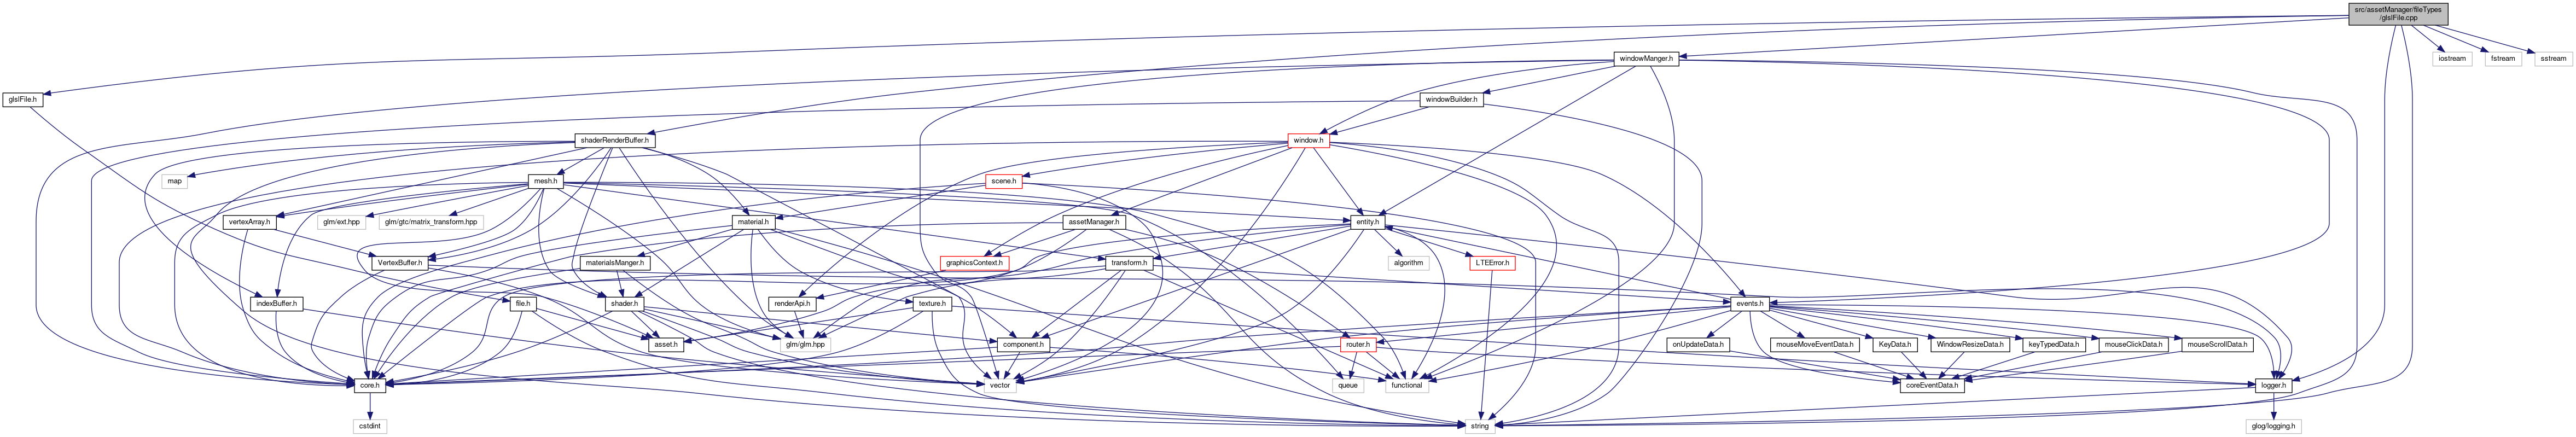 src/assetManager/fileTypes
/glslFile.cpp
windowManger.h
iostream
fstream
sstream
glslFile.h
windowBuilder.h
shaderRenderBuffer.h
window.h
map
mesh.h
scene.h
vertexArray.h
glm/ext.hpp
glm/gtc/matrix_transform.hpp
material.h
assetManager.h
entity.h
VertexBuffer.h
materialsManger.h
graphicsContext.h
transform.h
algorithm
LTEError.h
indexBuffer.h
file.h
shader.h
renderApi.h
texture.h
events.h
asset.h
glm/glm.hpp
component.h
router.h
onUpdateData.h
mouseMoveEventData.h
KeyData.h
WindowResizeData.h
keyTypedData.h
mouseClickData.h
mouseScrollData.h
core.h
vector
queue
functional
coreEventData.h
logger.h
cstdint
string
glog/logging.h